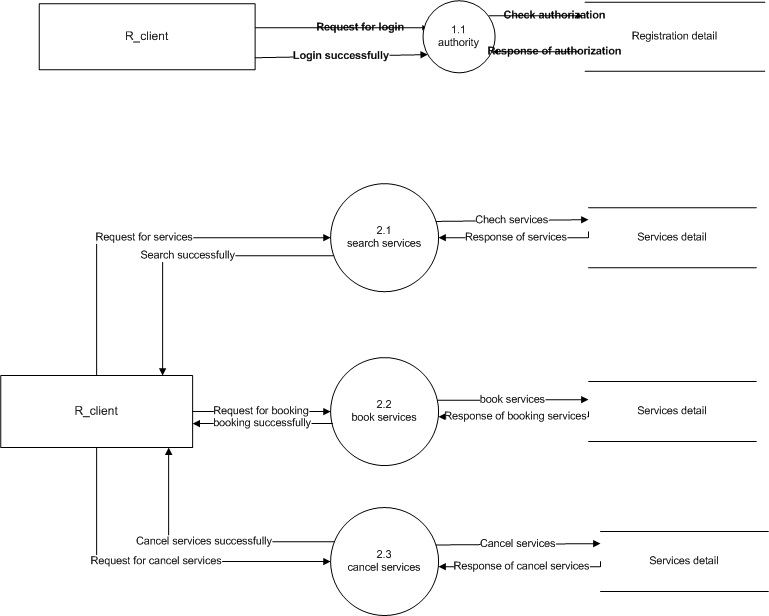 R_client
Request for login
Login successfully
1.1
authority
Check authorization
Response of authorization
Registration detail
2.1
search services
Request for services
Search successfully
Chech services
Response of services
Services detail
R_client
Request for booking
booking successfully
2.2
book services
book services
Response of booking services
Services detail
Cancel services successfully
Request for cancel services
2.3
cancel services
Cancel services
Response of cancel services
Services detail